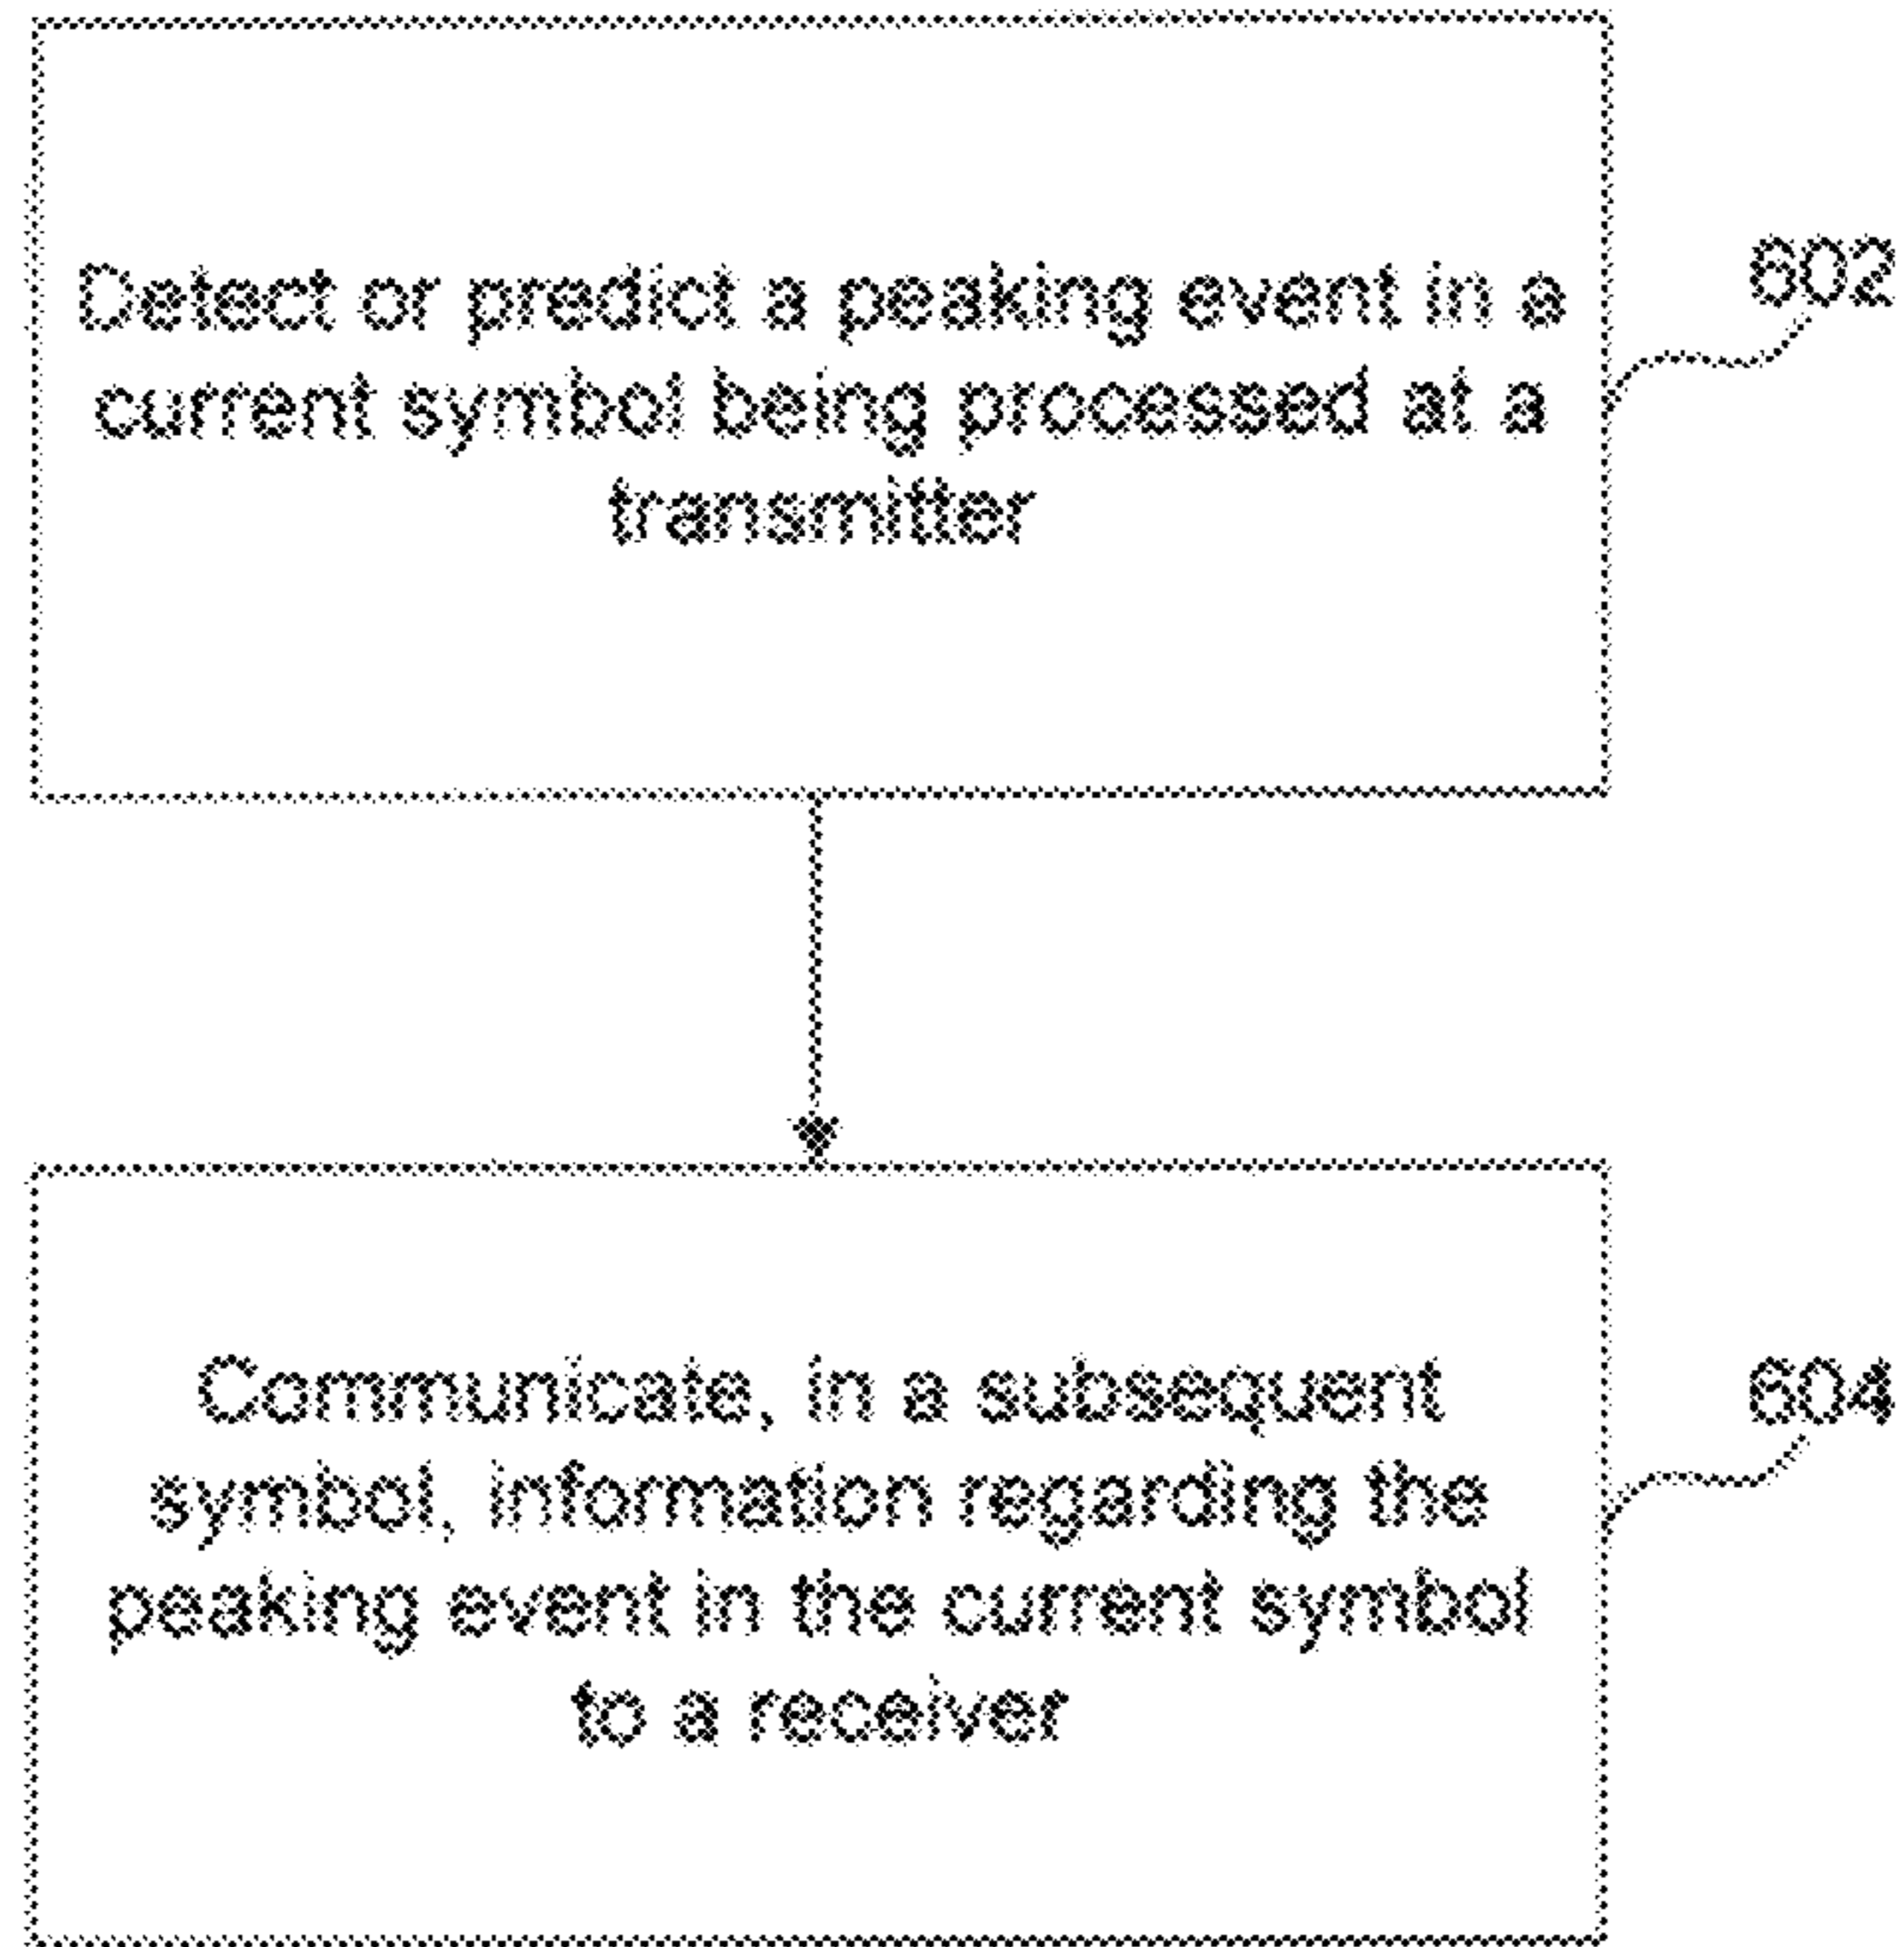 Detect or predict a peaking event in a
current symbol being processed at a
transmitter
602
Communicate, in a subsequent
symbol, information regarding the
peaking event in the current symbol
to a receiver
604